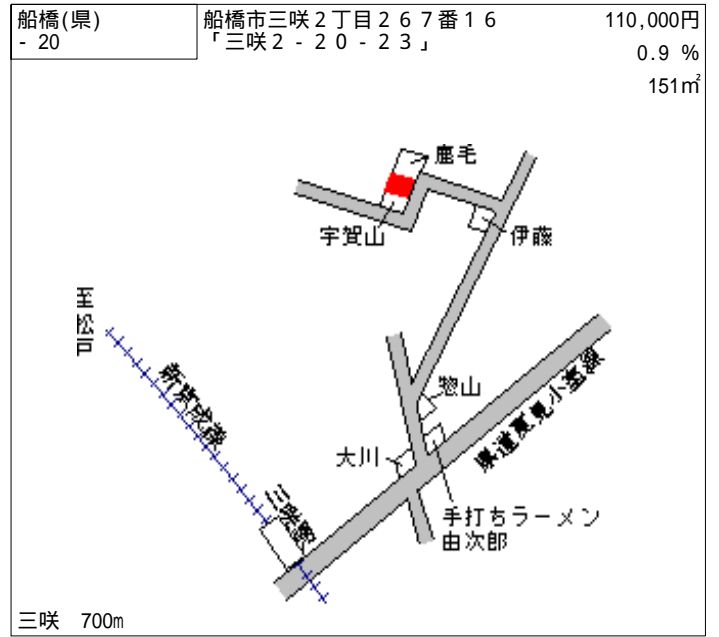 船橋(県)
- 20
船橋市三咲２丁目２６７番１６
「三咲２ - ２０ - ２３」
110,000円
0.9 %
151㎡
鹿毛
宇賀山
伊藤
至松戸
新京成線
惣山
県道夏見小室線
大川
三咲駅
手打ちラーメン
由次郎
三咲　700m